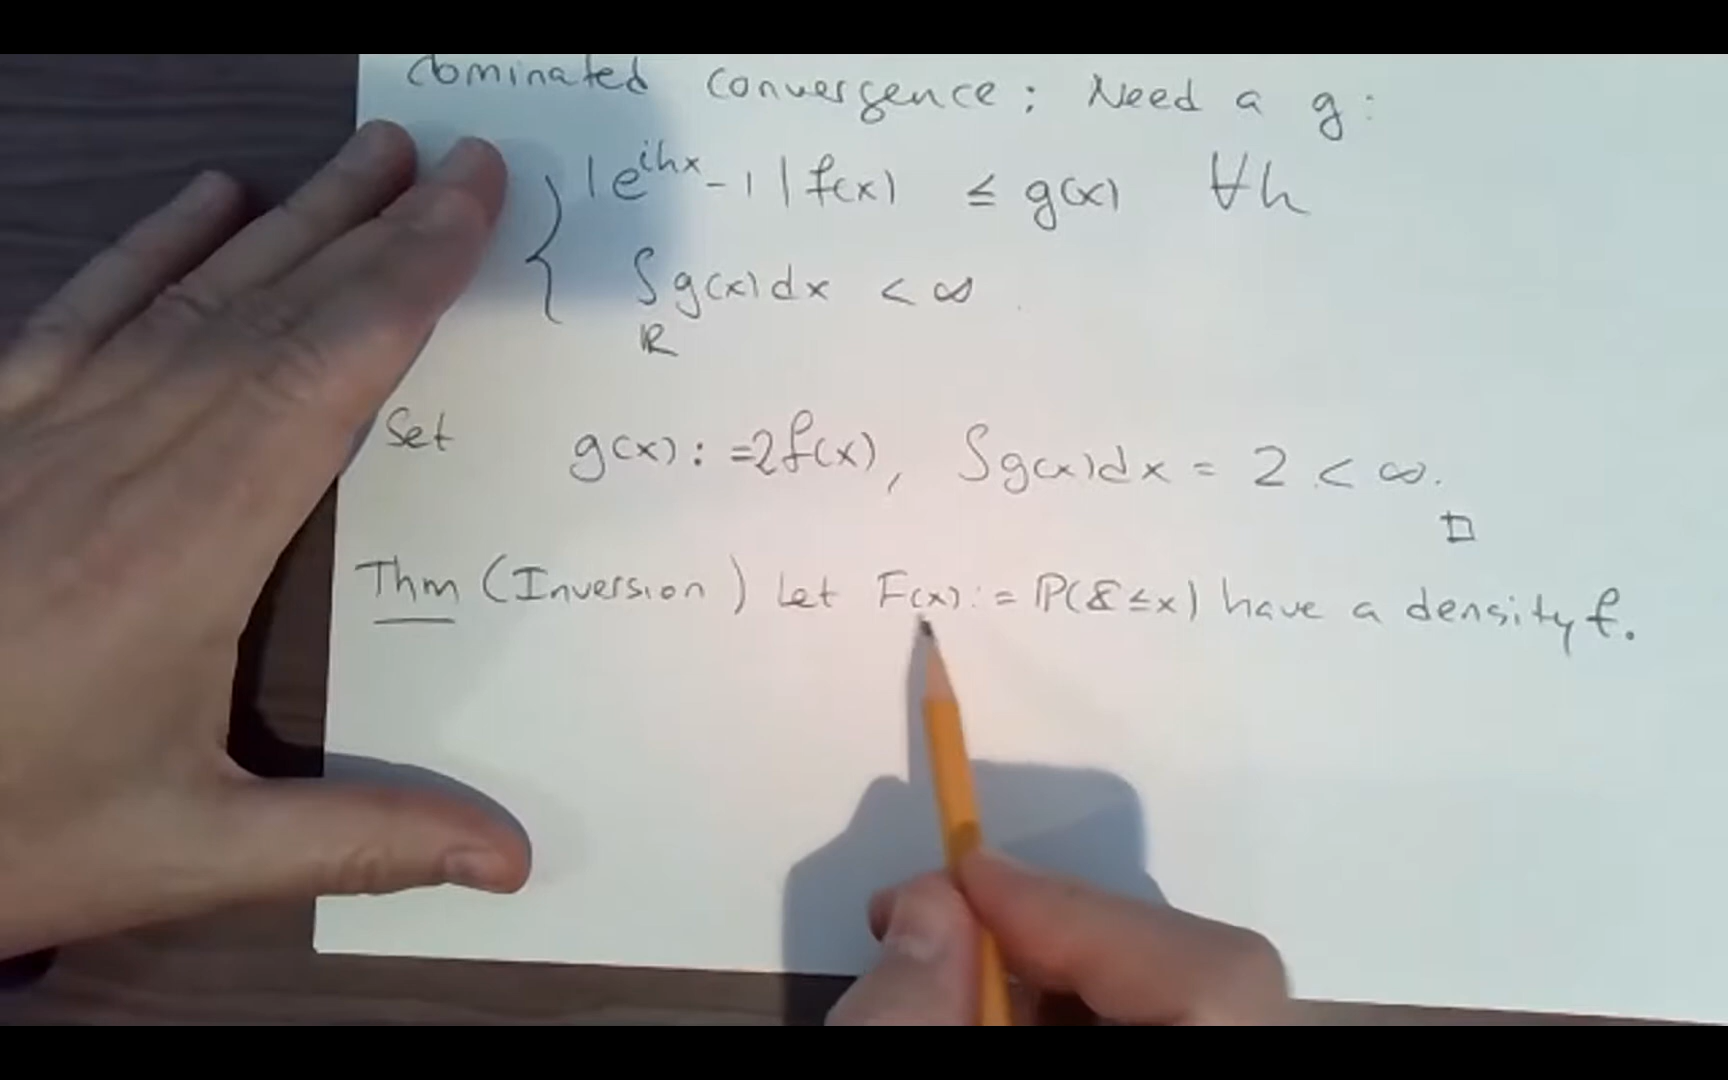 Dominated convergence: Need a g:
|e^{ihx} - 1| f(x) ≤ g(x) ∀h
∫_ℝ g(x)dx < ∞
Set g(x) := 2f(x), ∫g(x)dx = 2 < ∞.
□
Thm (Inversion) Let F(x) := ℙ(ξ ≤ x) have a density f.